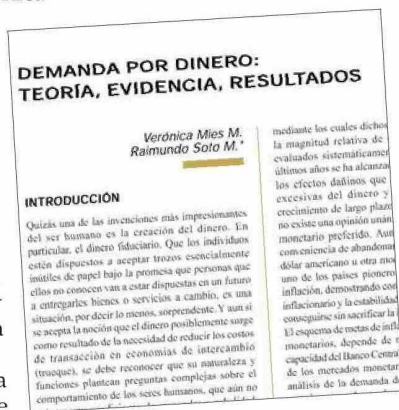 DEMANDA POR DINERO:
TEORÍA, EVIDENCIA, RESULTADOS
Verónica Mies M.
Raimundo Soto M.*
INTRODUCCIÓN
Quizás una de las invenciones más impresionantes
del ser humano es la creación del dinero. En
particular, el dinero fiduciario. Que los individuos
estén dispuestos a aceptar trozos esencialmente
inútiles de papel bajo la promesa que personas que
ellos no conocen van a estar dispuestas en un futuro
a entregarles bienes o servicios a cambio, es una
situación, por decir lo menos, sorprendente. Y aun si
se acepta la noción que el dinero posiblemente surge
como resultado de la necesidad de reducir los costos
de transacción en economías de intercambio
(trueque), se debe reconocer que su naturaleza y
funciones plantean preguntas complejas sobre el
comportamiento de los seres humanos, que aún no
mediante los cuales dichos
la magnitud relativa de
evaluados sistemáticamen
últimos años se ha alcanza
los efectos dañinos que
excesivas del dinero y
crecimiento de largo plazo
no existe una opinión unán
monetario preferido. Aun
conveniencia de abandonar
dólar americano u otra mo
uno de los países pionero
inflación, demostrando con
inflacionario y la estabilidad
conseguirse sin sacrificar la
El esquema de metas de infla
monetarios, depende de
capacidad del Banco Central
de los mercados monetar
análisis de la demanda d